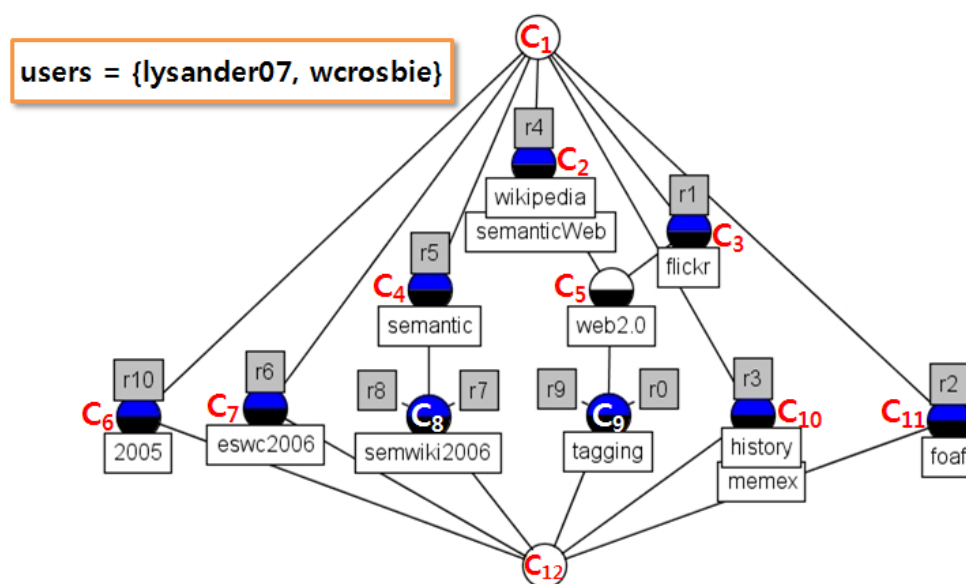 C1
users = {lysander07, wcrosbie}
r4
C2
wikipedia
semanticWeb
r1
C3
flickr
r5
C4
semantic
C5
web2.0
r10
C6
2005
r6
C7
eswc2006
r8
r7
C8
semwiki2006
r9
r0
C9
tagging
r3
C10
history
memex
r2
C11
foaf
C12